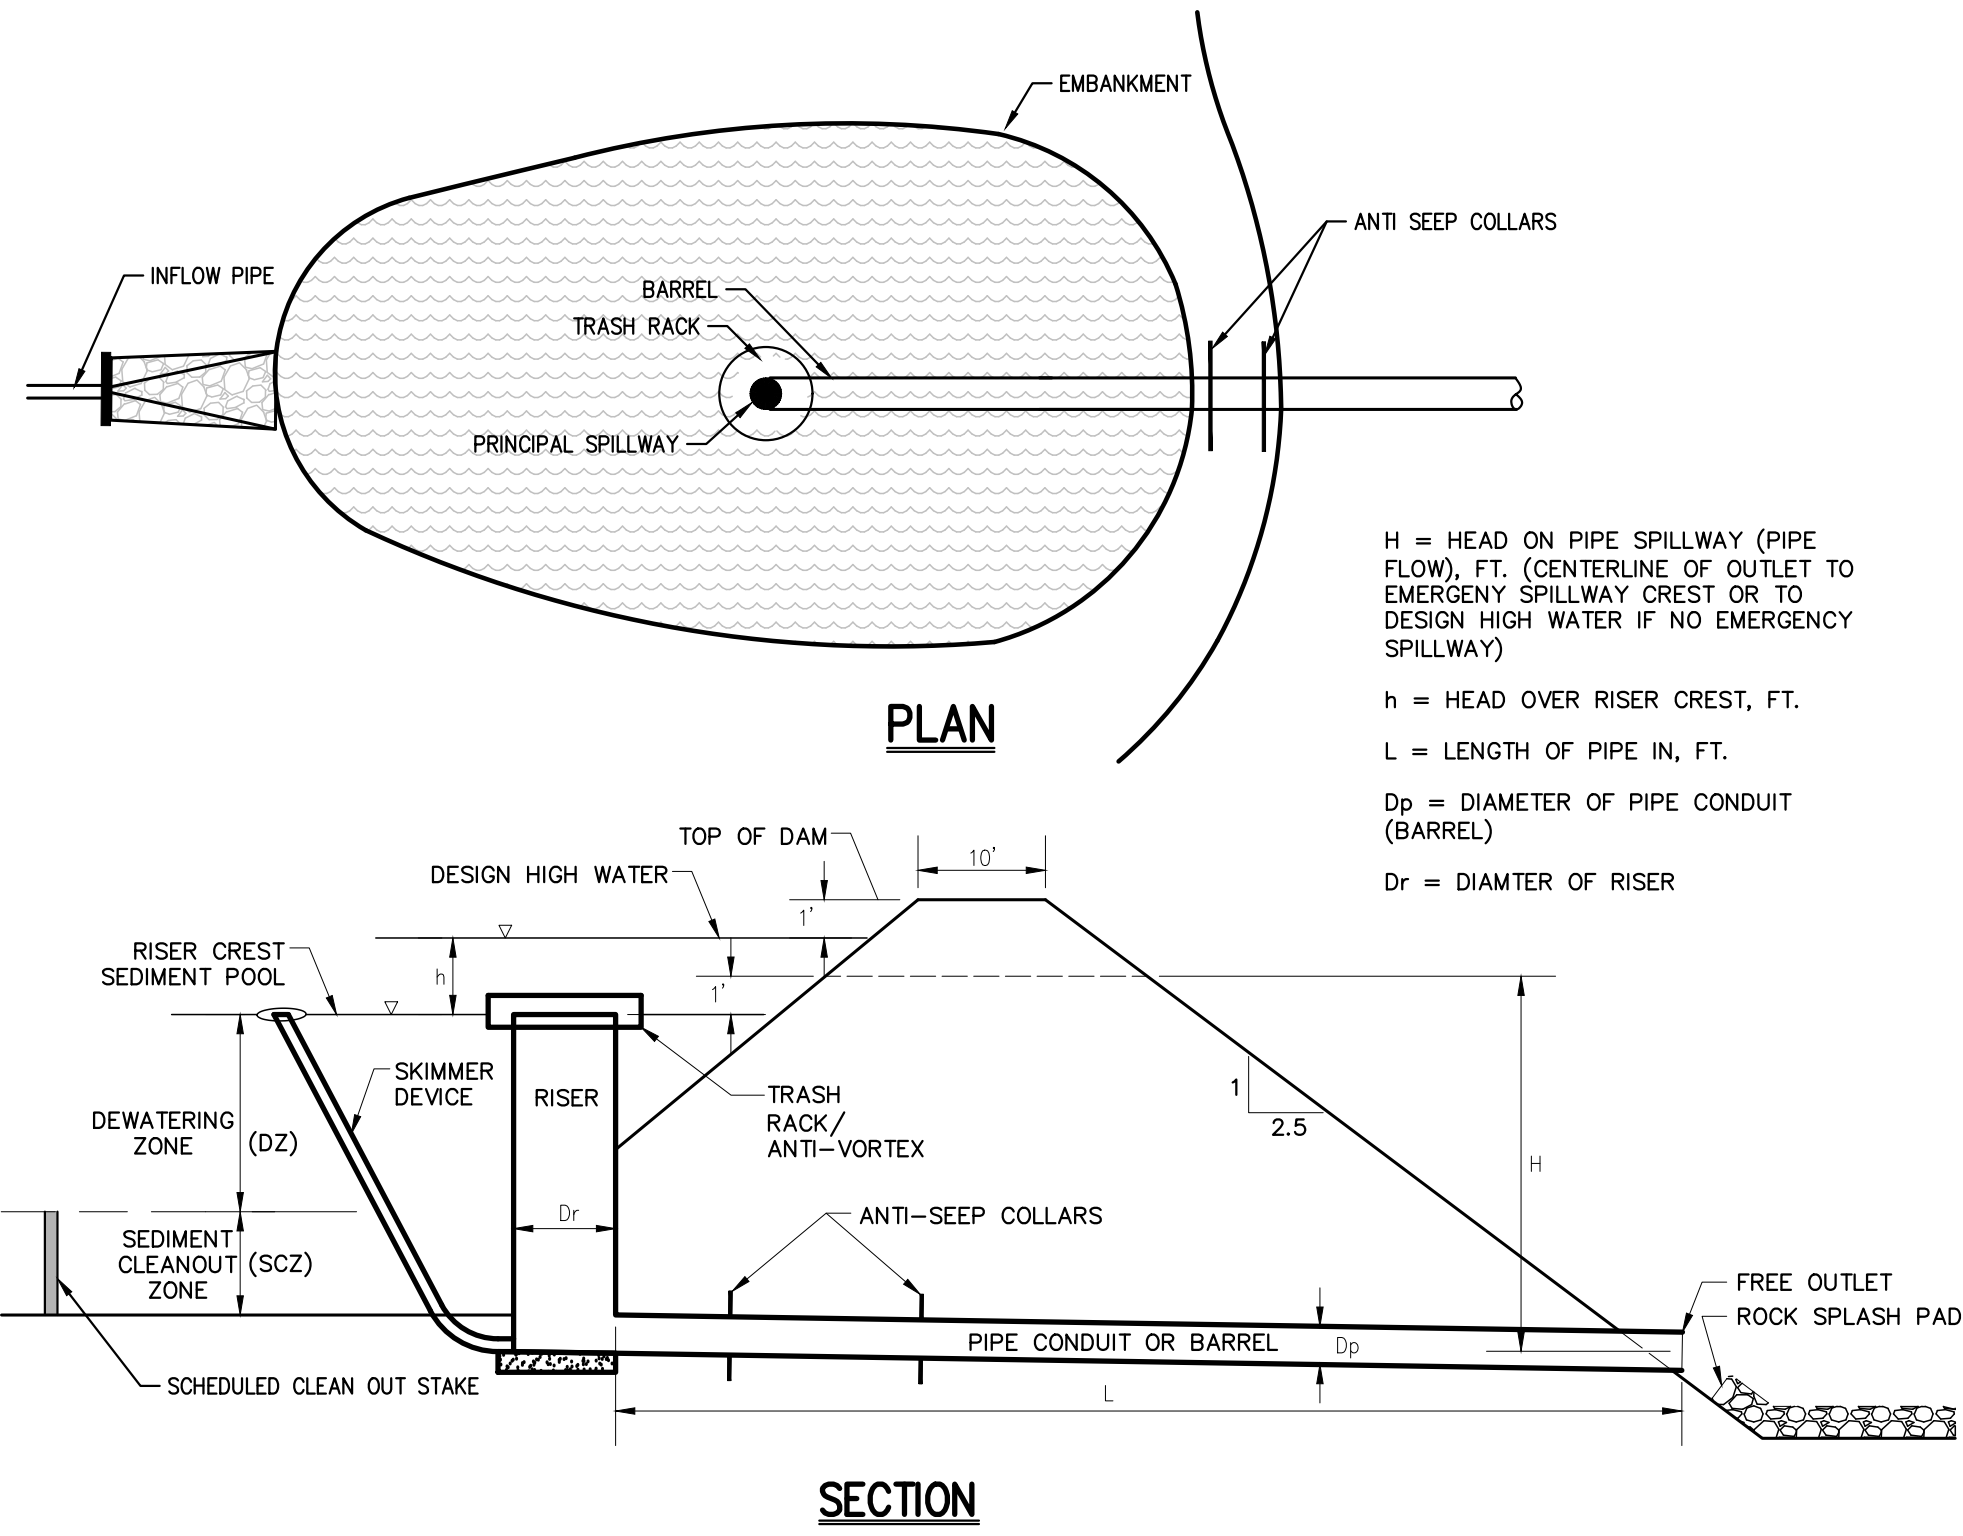 EMBANKMENT
ANTI SEEP COLLARS
INFLOW PIPE
BARREL
TRASH RACK
PRINCIPAL SPILLWAY
H = HEAD ON PIPE SPILLWAY (PIPE
FLOW), FT. (CENTERLINE OF OUTLET TO
EMERGENY SPILLWAY CREST OR TO
DESIGN HIGH WATER IF NO EMERGENCY
SPILLWAY)
h = HEAD OVER RISER CREST, FT.
L = LENGTH OF PIPE IN, FT.
Dp = DIAMETER OF PIPE CONDUIT
(BARREL)
Dr = DIAMTER OF RISER
PLAN
TOP OF DAM
10'
DESIGN HIGH WATER
1'
RISER CREST
SEDIMENT POOL
h
1'
SKIMMER
DEVICE
RISER
TRASH
RACK/
ANTI-VORTEX
1
2.5
DEWATERING
ZONE
(DZ)
H
Dr
ANTI-SEEP COLLARS
SEDIMENT
CLEANOUT
ZONE
(SCZ)
FREE OUTLET
ROCK SPLASH PAD
PIPE CONDUIT OR BARREL
Dp
SCHEDULED CLEAN OUT STAKE
L
SECTION